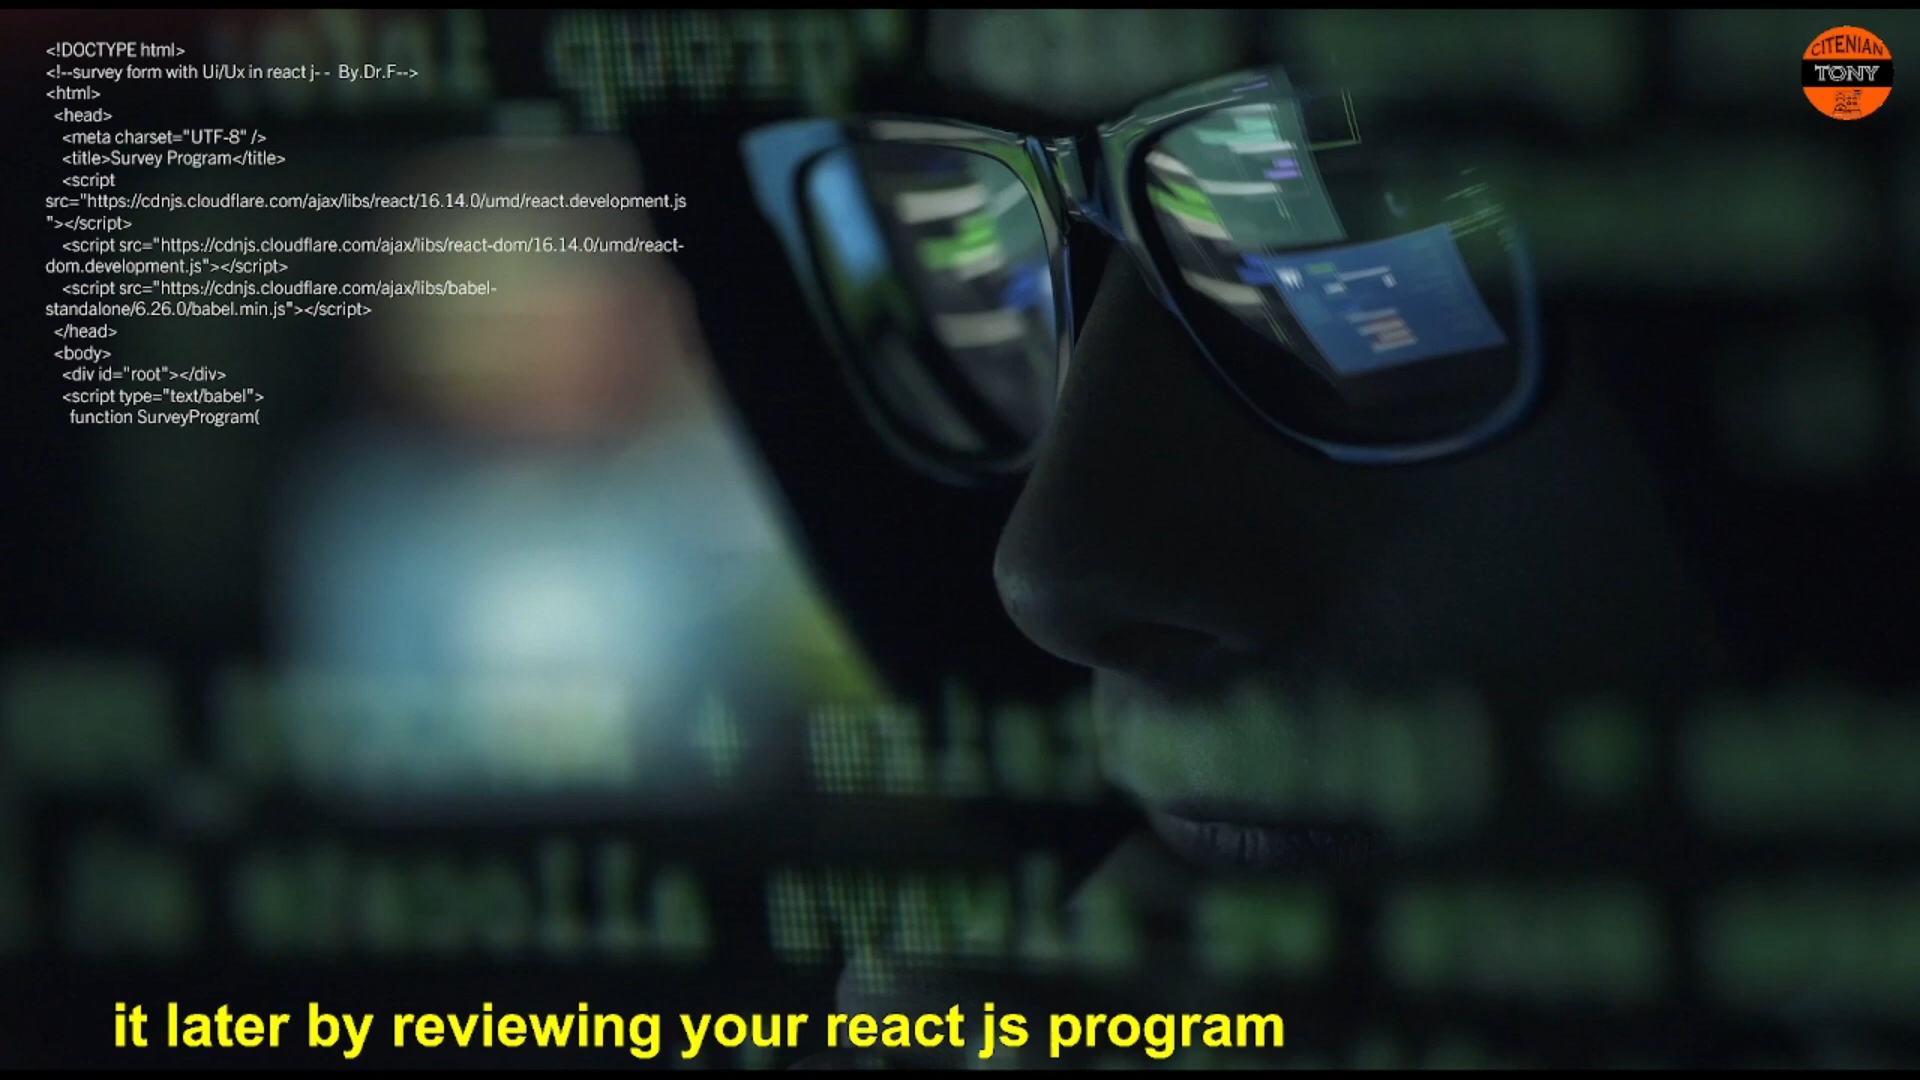 <!DOCTYPE html>
<!--survey form with Ui/Ux in react j- -  By.Dr.F-->
<html>
<head>
<meta charset="UTF-8" />
<title>Survey Program</title>
<script
src="https://cdnjs.cloudflare.com/ajax/libs/react/16.14.0/umd/react.development.js
"></script>
<script src="https://cdnjs.cloudflare.com/ajax/libs/react-dom/16.14.0/umd/react-
dom.development.js"></script>
<script src="https://cdnjs.cloudflare.com/ajax/libs/babel-
standalone/6.26.0/babel.min.js"></script>
</head>
<body>
<div id="root"></div>
<script type="text/babel">
function SurveyProgram(
CITENIAN
TONY
it later by reviewing your react js program